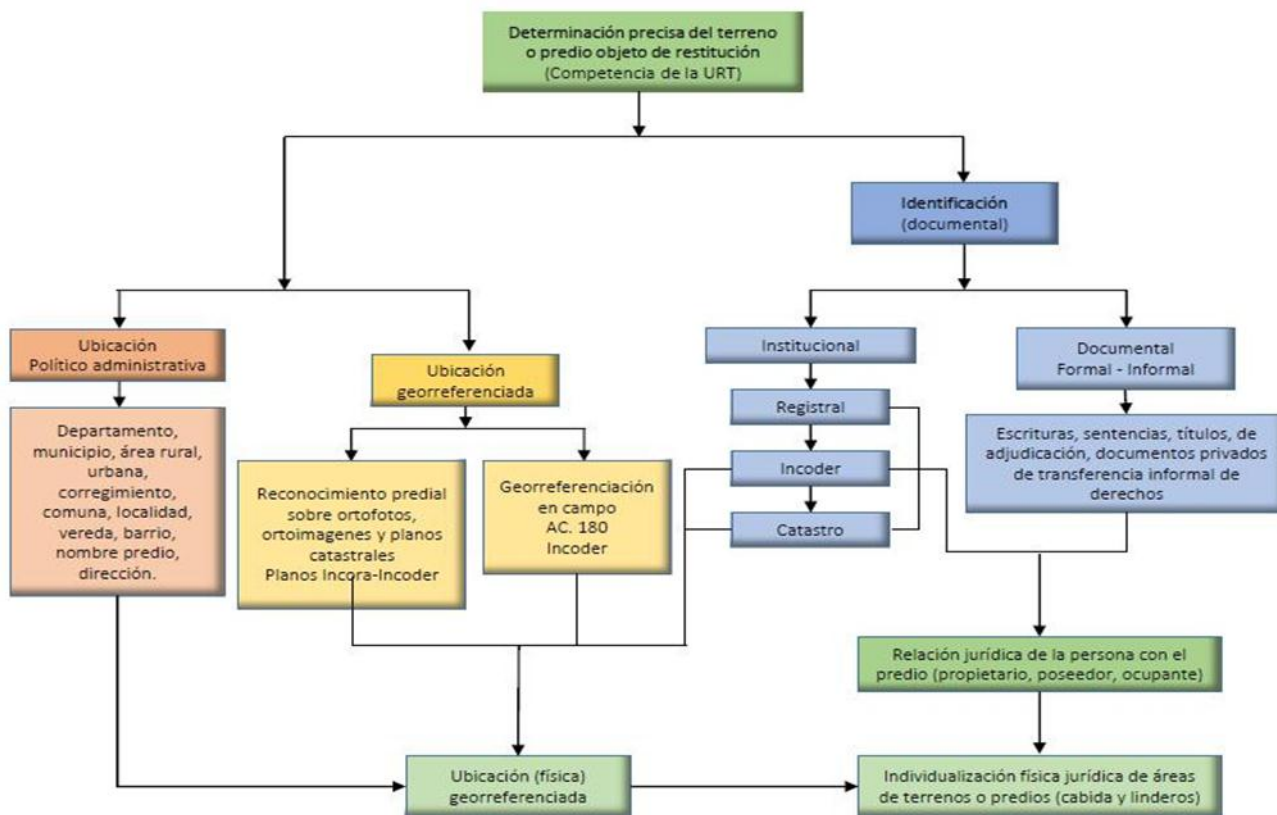 Determinación precisa del terreno
o predio objeto de restitución
(Competencia de la URT)
Identificación
(documental)
Ubicación
Político administrativa
Ubicación
georreferenciada
Institucional
Documental
Formal - Informal
Departamento,
municipio, área rural,
urbana,
corregimiento,
comuna, localidad,
vereda, barrio,
nombre predio,
dirección.
Reconocimiento predial
sobre ortofotos,
ortoimagenes y planos
catastrales
Planos Incora-Incoder
Georreferenciación
en campo
AC. 180
Incoder
Registral
Incoder
Catastro
Escrituras, sentencias, títulos, de
adjudicación, documentos privados
de transferencia informal de
derechos
Relación jurídica de la persona con el
predio (propietario, poseedor, ocupante)
Ubicación (física)
georreferenciada
Individualización física jurídica de áreas
de terrenos o predios (cabida y linderos)